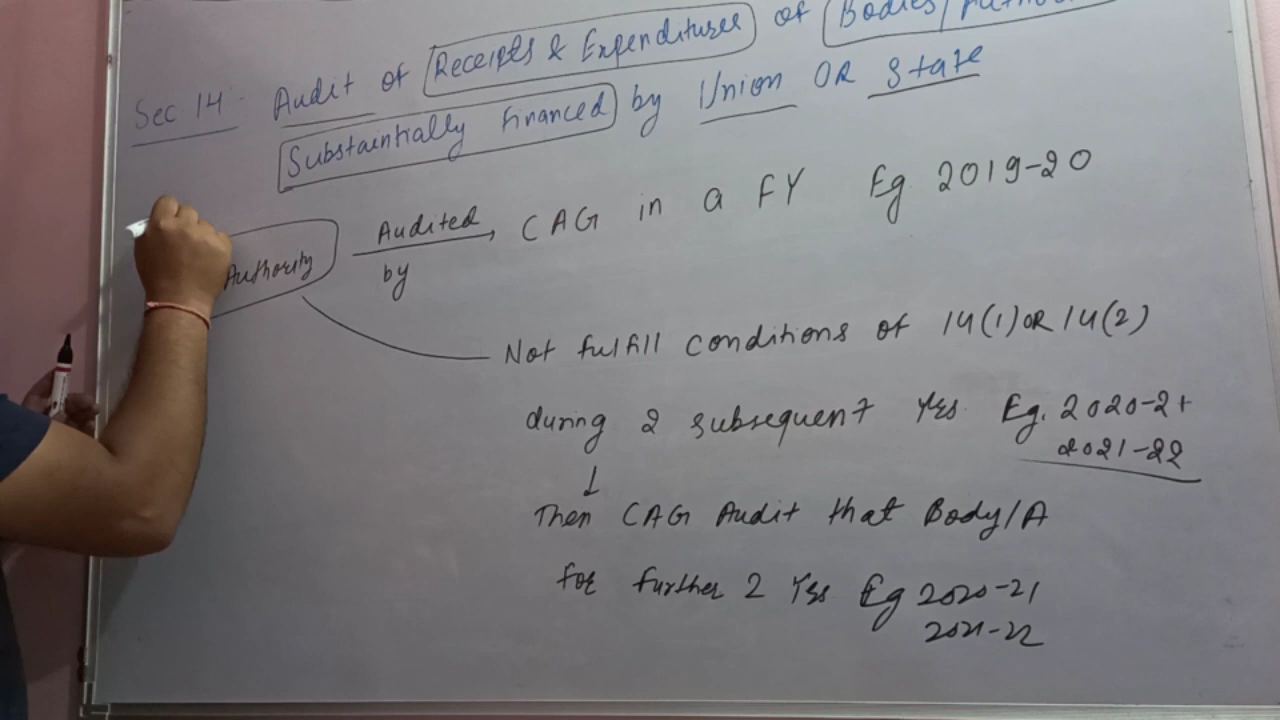 Sec 14. Audit of Receipts & Expenditures of Bodies/
Substaintially financed by Union OR State
Authority Audited by CAG in a FY Eg 2019-20
Not fulfill conditions of 14(1) OR 14(2)
during 2 subsequent Yrs. Eg. 2020-21
2021-22
Then CAG Audit that Body/A
for further 2 Yrs Eg 2020-21
2021-22